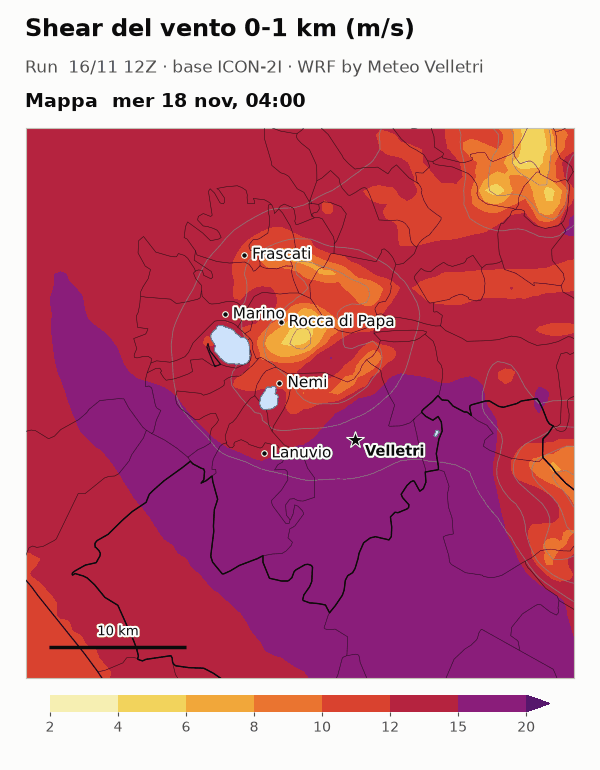 Shear del vento 0-1 km (m/s)
Run  16/11 12Z · base ICON-2I · WRF by Meteo Velletri
Mappa  mer 18 nov, 04:00
Frascati
Marino
Rocca di Papa
Nemi
Velletri
Lanuvio
10 km
2 4 6 8 10 12 15 20